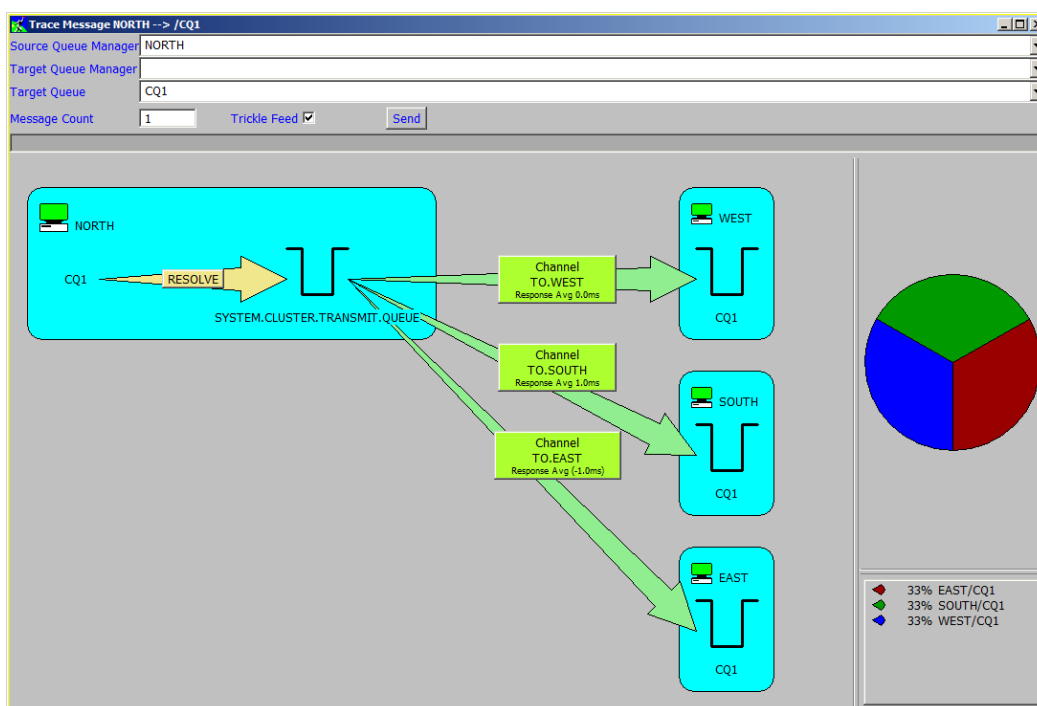 Trace Message NORTH --> /CQ1
Source Queue Manager NORTH
Target Queue Manager
Target Queue CQ1
Message Count 1 Trickle Feed Send
NORTH
CQ1 RESOLVE
SYSTEM.CLUSTER.TRANSMIT.QUEUE
Channel
TO.WEST
Response Avg 0.0ms
WEST
CQ1
Channel
TO.SOUTH
Response Avg 1.0ms
SOUTH
CQ1
Channel
TO.EAST
Response Avg (-1.0ms)
EAST
CQ1
33% EAST/CQ1
33% SOUTH/CQ1
33% WEST/CQ1